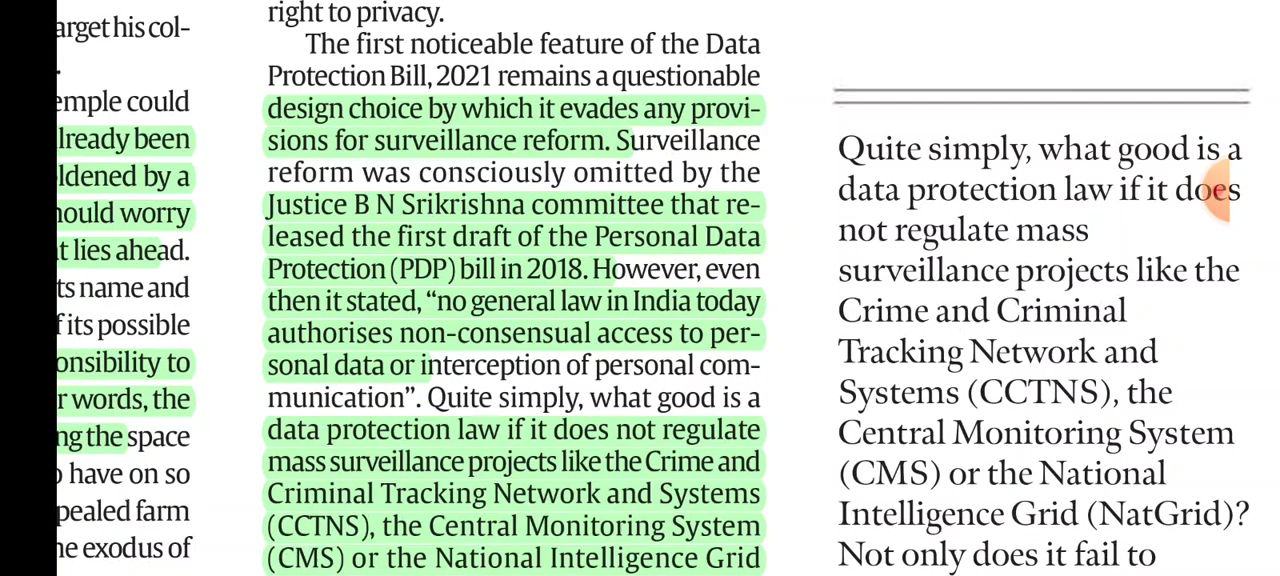 arget his col-
.
emple could
lready been
ldened by a
hould worry
t lies ahead.
ts name and
f its possible
onsibility to
r words, the
ng the space
o have on so
pealed farm
he exodus of
right to privacy.
The first noticeable feature of the Data
Protection Bill, 2021 remains a questionable
design choice by which it evades any provi-
sions for surveillance reform. Surveillance
reform was consciously omitted by the
Justice B N Srikrishna committee that re-
leased the first draft of the Personal Data
Protection (PDP) bill in 2018. However, even
then it stated, “no general law in India today
authorises non-consensual access to per-
sonal data or interception of personal com-
munication”. Quite simply, what good is a
data protection law if it does not regulate
mass surveillance projects like the Crime and
Criminal Tracking Network and Systems
(CCTNS), the Central Monitoring System
(CMS) or the National Intelligence Grid
Quite simply, what good is a
data protection law if it does
not regulate mass
surveillance projects like the
Crime and Criminal
Tracking Network and
Systems (CCTNS), the
Central Monitoring System
(CMS) or the National
Intelligence Grid (NatGrid)?
Not only does it fail to